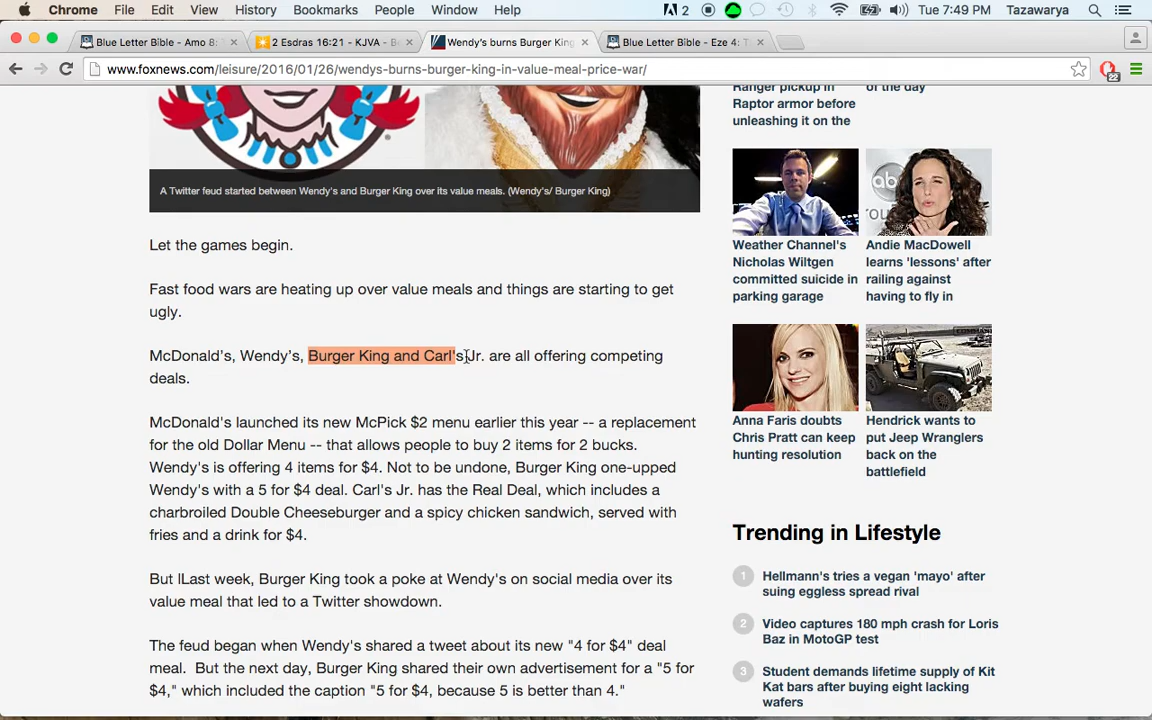 Chrome File Edit View History Bookmarks People Window Help 2 Tue 7:49 PM Tazawarya
Blue Letter Bible - Amo 8: × 2 Esdras 16:21 - KJVA - B × Wendy's burns Burger King × Blue Letter Bible - Eze 4: T ×
www.foxnews.com/leisure/2016/01/26/wendys-burns-burger-king-in-value-meal-price-war/ 22
A Twitter feud started between Wendy's and Burger King over its value meals. (Wendy's/ Burger King)
Let the games begin.
Fast food wars are heating up over value meals and things are starting to get
ugly.
McDonald's, Wendy's, Burger King and Carl's Jr. are all offering competing
deals.
McDonald's launched its new McPick $2 menu earlier this year -- a replacement
for the old Dollar Menu -- that allows people to buy 2 items for 2 bucks.
Wendy's is offering 4 items for $4. Not to be undone, Burger King one-upped
Wendy's with a 5 for $4 deal. Carl's Jr. has the Real Deal, which includes a
charbroiled Double Cheeseburger and a spicy chicken sandwich, served with
fries and a drink for $4.
But lLast week, Burger King took a poke at Wendy's on social media over its
value meal that led to a Twitter showdown.
The feud began when Wendy's shared a tweet about its new "4 for $4" deal
meal. But the next day, Burger King shared their own advertisement for a "5 for
$4," which included the caption "5 for $4, because 5 is better than 4."
Ranger pickup in
Raptor armor before
unleashing it on the
of the day
abc
Weather Channel's
Nicholas Wiltgen
committed suicide in
parking garage
Andie MacDowell
learns 'lessons' after
railing against
having to fly in
Anna Faris doubts
Chris Pratt can keep
hunting resolution
Hendrick wants to
put Jeep Wranglers
back on the
battlefield
Trending in Lifestyle
1 Hellmann's tries a vegan 'mayo' after
suing eggless spread rival
2 Video captures 180 mph crash for Loris
Baz in MotoGP test
3 Student demands lifetime supply of Kit
Kat bars after buying eight lacking
wafers